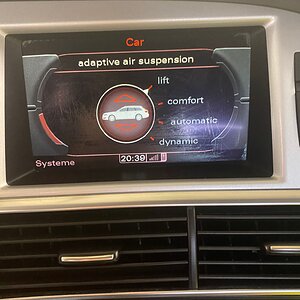 Car
adaptive air suspension
lift
comfort
automatic
dynamic
Systeme
20:39